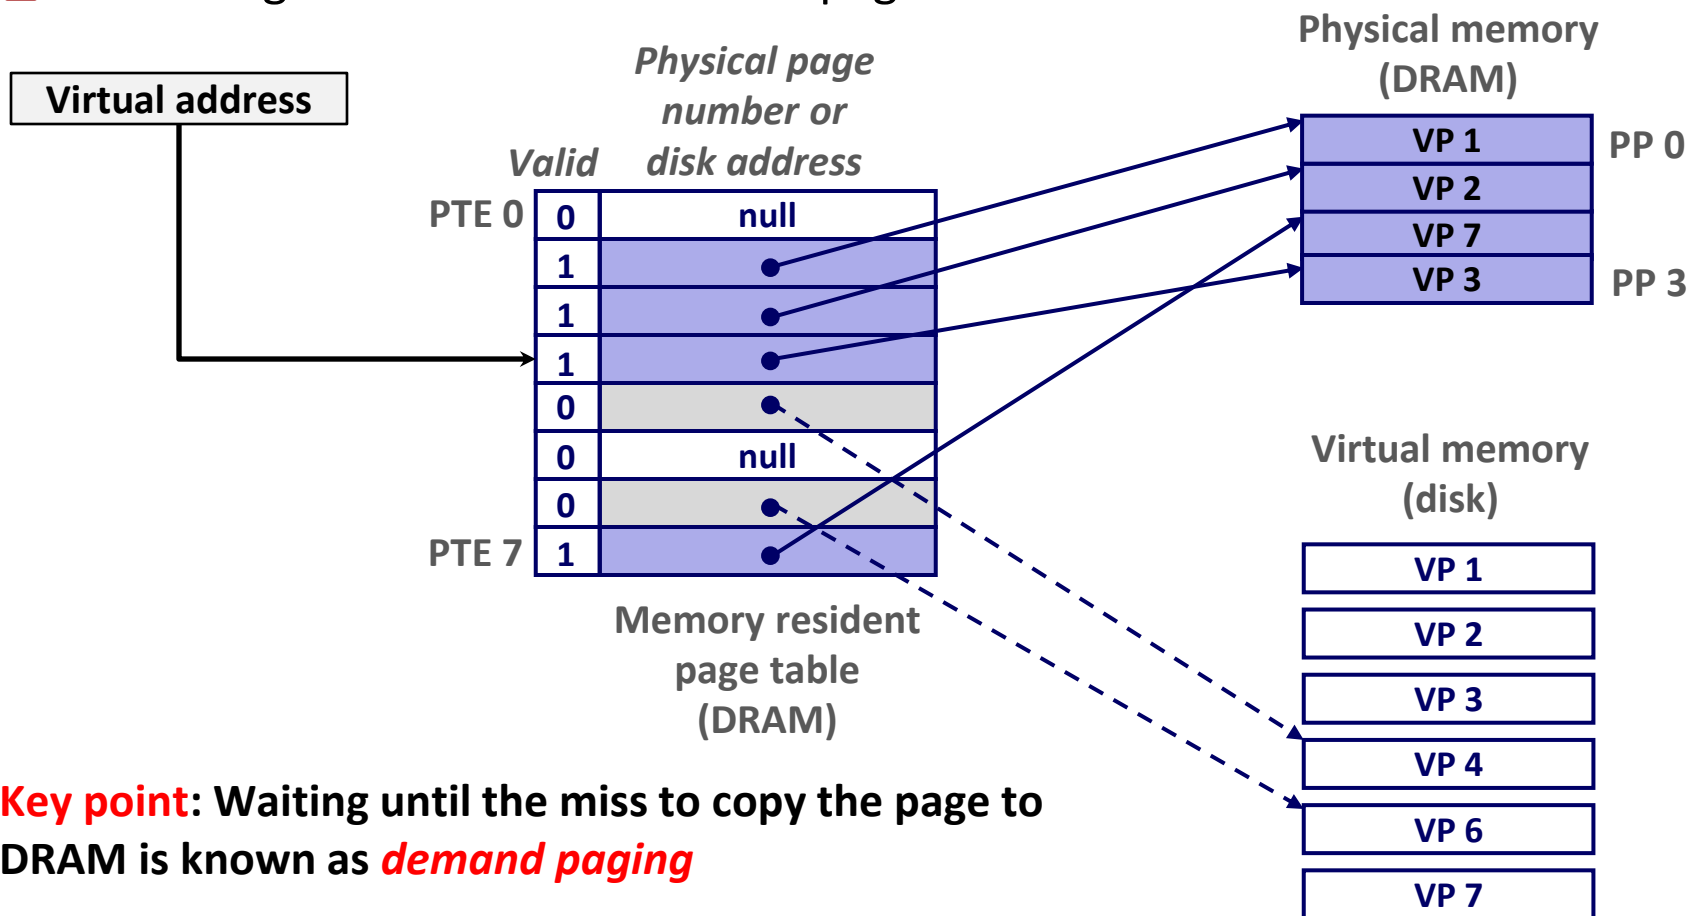 Physical memory
(DRAM)
Virtual address
Physical page
number or
disk address
Valid
PTE 0
0
null
1
1
1
0
0
null
0
PTE 7
1
Memory resident
page table
(DRAM)
VP 1
PP 0
VP 2
VP 7
VP 3
PP 3
Virtual memory
(disk)
VP 1
VP 2
VP 3
VP 4
VP 6
VP 7
Key point: Waiting until the miss to copy the page to
DRAM is known as demand paging